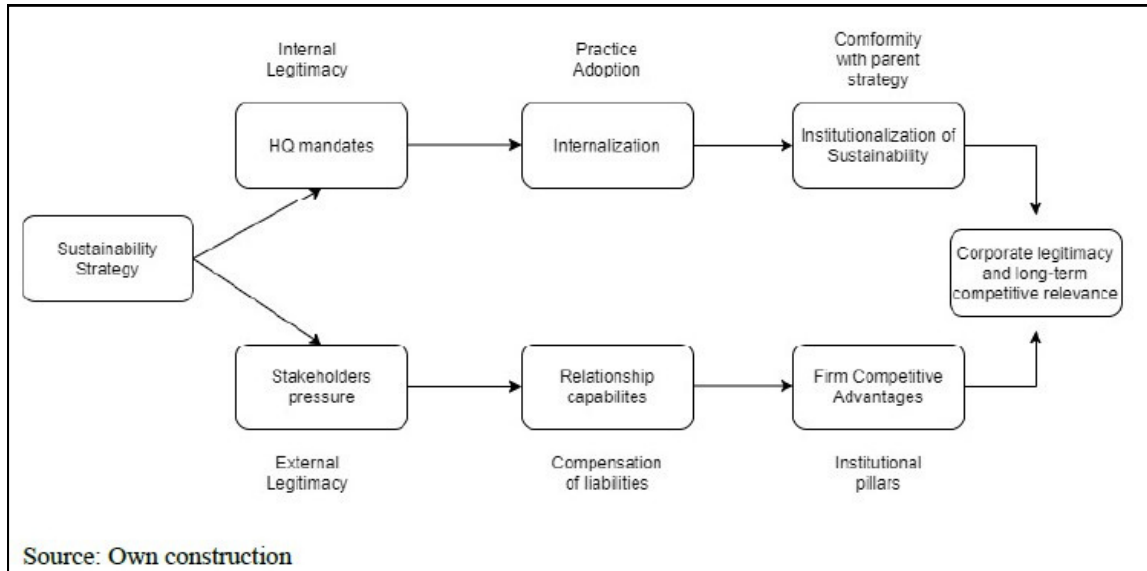 Internal
Legitimacy
Practice
Adoption
Comformity
with parent
strategy
HQ mandates
Internalization
Institutionalization of
Sustainability
Sustainability
Strategy
Corporate legitimacy
and long-term
competitive relevance
Stakeholders
pressure
Relationship
capabilites
Firm Competitive
Advantages
External
Legitimacy
Compensation
of liabilities
Institutional
pillars
Source: Own construction